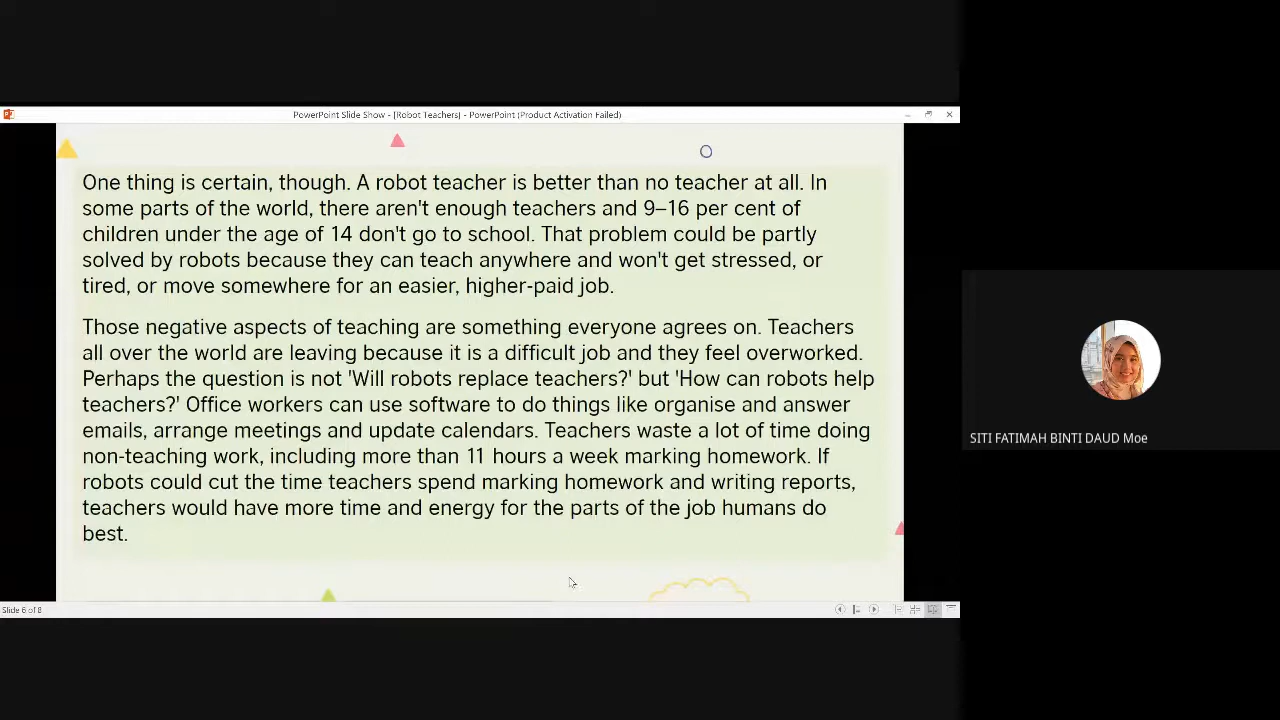 PowerPoint Slide Show - [Robot Teachers] - PowerPoint (Product Activation Failed)
One thing is certain, though. A robot teacher is better than no teacher at all. In
some parts of the world, there aren't enough teachers and 9–16 per cent of
children under the age of 14 don't go to school. That problem could be partly
solved by robots because they can teach anywhere and won't get stressed, or
tired, or move somewhere for an easier, higher-paid job.
Those negative aspects of teaching are something everyone agrees on. Teachers
all over the world are leaving because it is a difficult job and they feel overworked.
Perhaps the question is not 'Will robots replace teachers?' but 'How can robots help
teachers?' Office workers can use software to do things like organise and answer
emails, arrange meetings and update calendars. Teachers waste a lot of time doing
non-teaching work, including more than 11 hours a week marking homework. If
robots could cut the time teachers spend marking homework and writing reports,
teachers would have more time and energy for the parts of the job humans do
best.
SITI FATIMAH BINTI DAUD Moe
Slide 6 of 8